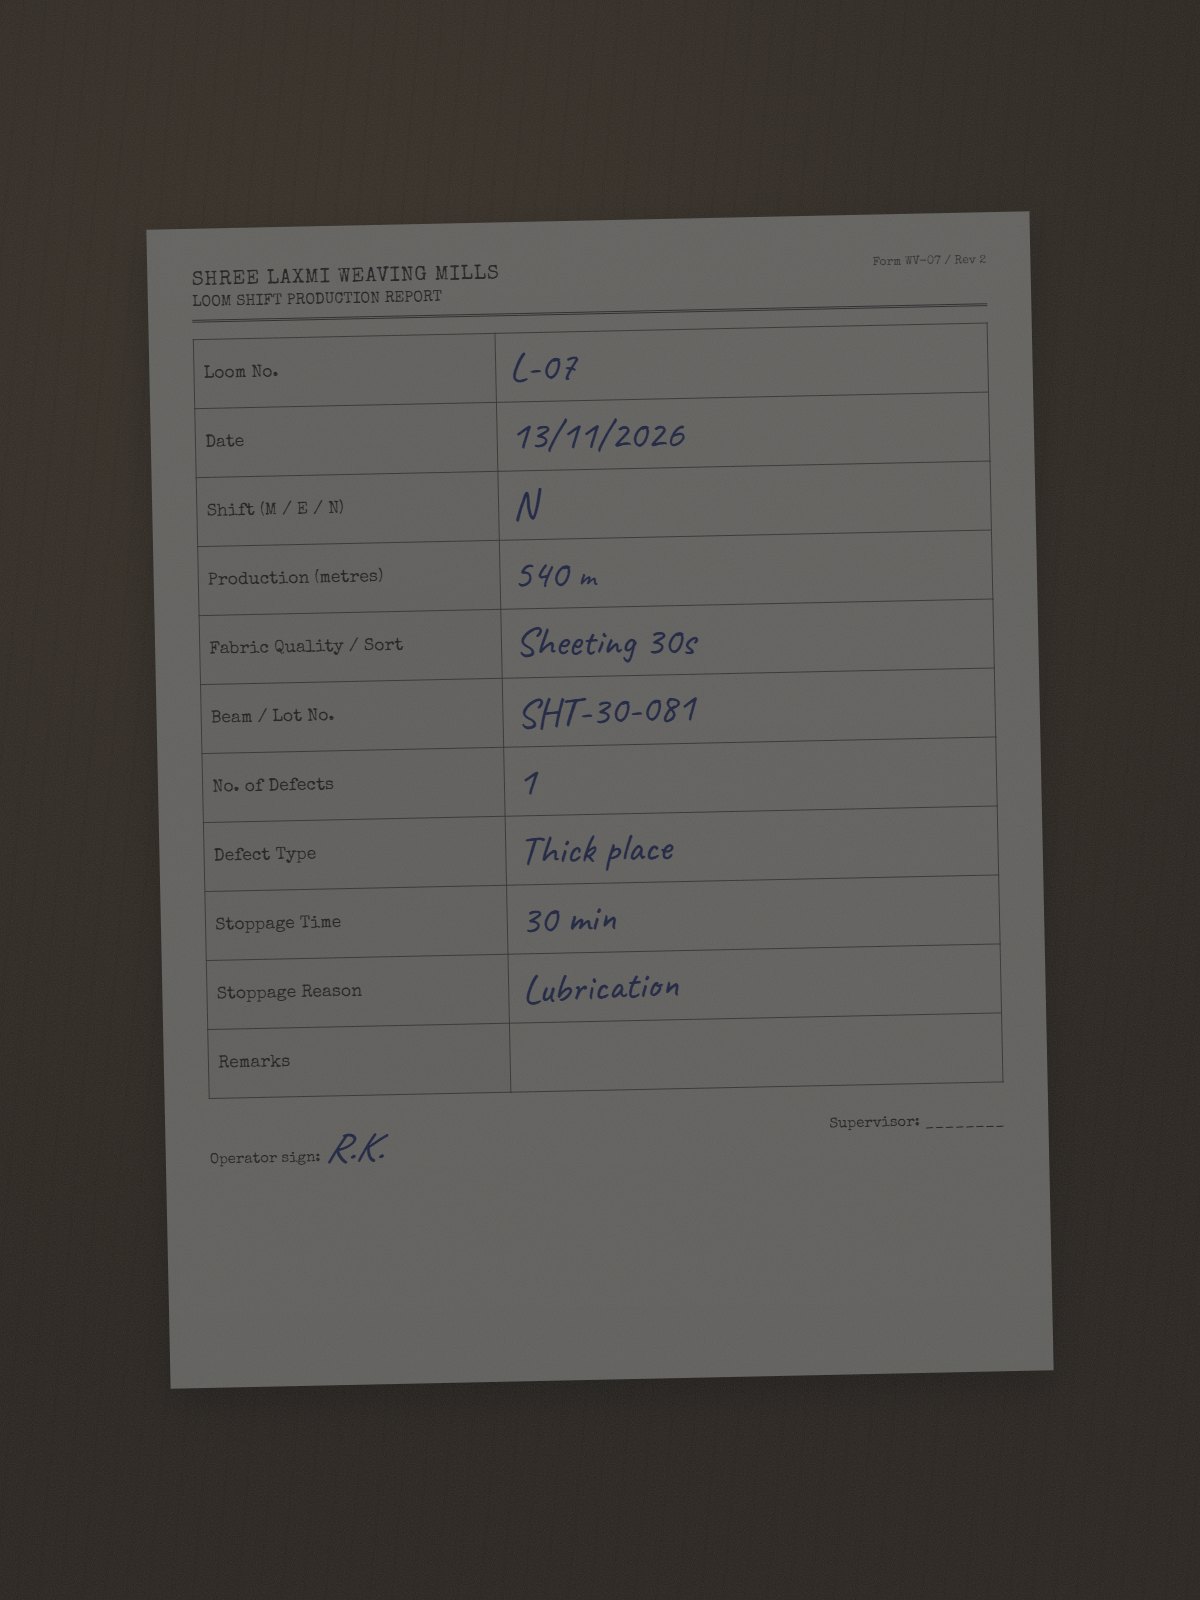 SHREE LAXMI WEAVING MILLS
LOOM SHIFT PRODUCTION REPORT
Form WV-07 / Rev 2
Loom No. L-07
Date 13/11/2026
Shift (M / E / N) N
Production (metres) 540 m
Fabric Quality / Sort Sheeting 30s
Beam / Lot No. SHT-30-081
No. of Defects 1
Defect Type Thick place
Stoppage Time 30 min
Stoppage Reason Lubrication
Remarks
Operator sign: R.K.
Supervisor: ________